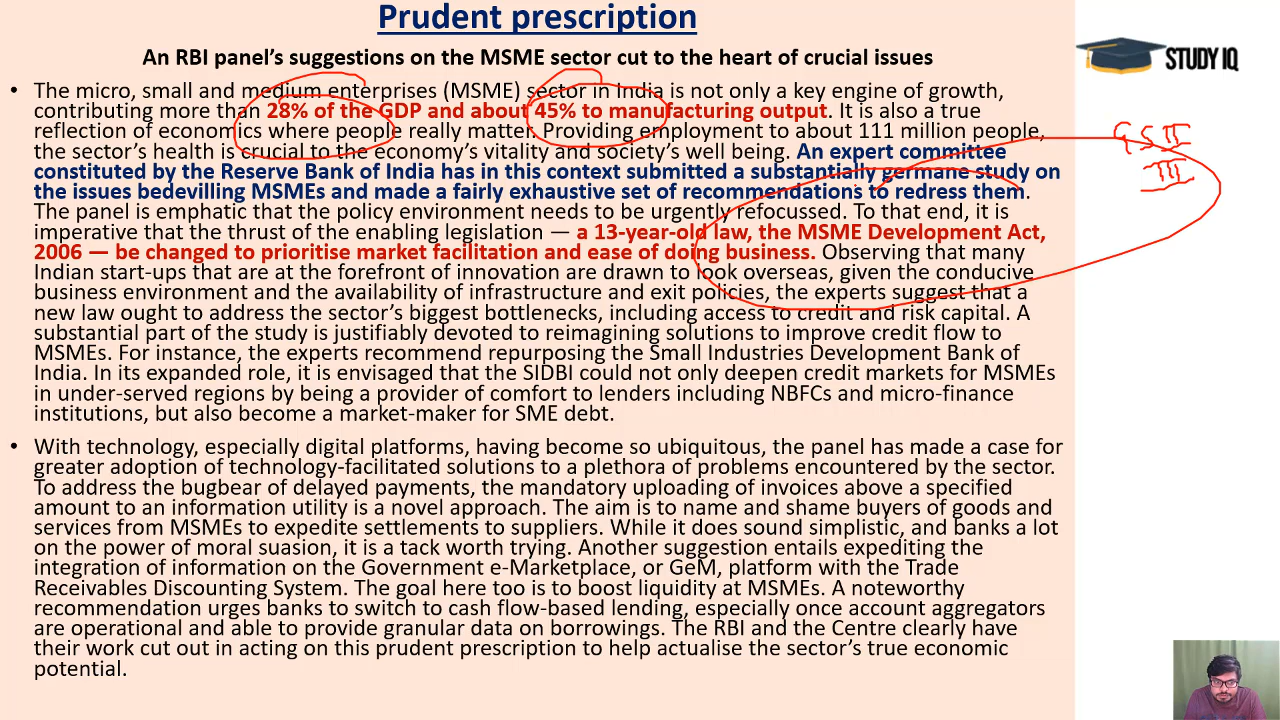 Prudent prescription
An RBI panel's suggestions on the MSME sector cut to the heart of crucial issues
STUDY IQ
• The micro, small and medium enterprises (MSME) sector in India is not only a key engine of growth,
contributing more than 28% of the GDP and about 45% to manufacturing output. It is also a true
reflection of economics where people really matter. Providing employment to about 111 million people,
the sector's health is crucial to the economy's vitality and society's well being. An expert committee
constituted by the Reserve Bank of India has in this context submitted a substantially germane study on
the issues bedevilling MSMEs and made a fairly exhaustive set of recommendations to redress them.
The panel is emphatic that the policy environment needs to be urgently refocussed. To that end, it is
imperative that the thrust of the enabling legislation — a 13-year-old law, the MSME Development Act,
2006 — be changed to prioritise market facilitation and ease of doing business. Observing that many
Indian start-ups that are at the forefront of innovation are drawn to look overseas, given the conducive
business environment and the availability of infrastructure and exit policies, the experts suggest that a
new law ought to address the sector's biggest bottlenecks, including access to credit and risk capital. A
substantial part of the study is justifiably devoted to reimagining solutions to improve credit flow to
MSMEs. For instance, the experts recommend repurposing the Small Industries Development Bank of
India. In its expanded role, it is envisaged that the SIDBI could not only deepen credit markets for MSMEs
in under-served regions by being a provider of comfort to lenders including NBFCs and micro-finance
institutions, but also become a market-maker for SME debt.
• With technology, especially digital platforms, having become so ubiquitous, the panel has made a case for
greater adoption of technology-facilitated solutions to a plethora of problems encountered by the sector.
To address the bugbear of delayed payments, the mandatory uploading of invoices above a specified
amount to an information utility is a novel approach. The aim is to name and shame buyers of goods and
services from MSMEs to expedite settlements to suppliers. While it does sound simplistic, and banks a lot
on the power of moral suasion, it is a tack worth trying. Another suggestion entails expediting the
integration of information on the Government e-Marketplace, or GeM, platform with the Trade
Receivables Discounting System. The goal here too is to boost liquidity at MSMEs. A noteworthy
recommendation urges banks to switch to cash flow-based lending, especially once account aggregators
are operational and able to provide granular data on borrowings. The RBI and the Centre clearly have
their work cut out in acting on this prudent prescription to help actualise the sector's true economic
potential.
GS II
III